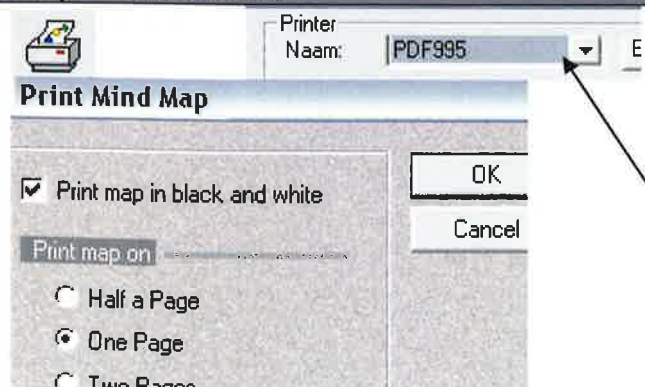 Printer
Naam: PDF995 E
Print Mind Map
Print map in black and white
OK
Cancel
Print map on
Half a Page
One Page
Two Pages